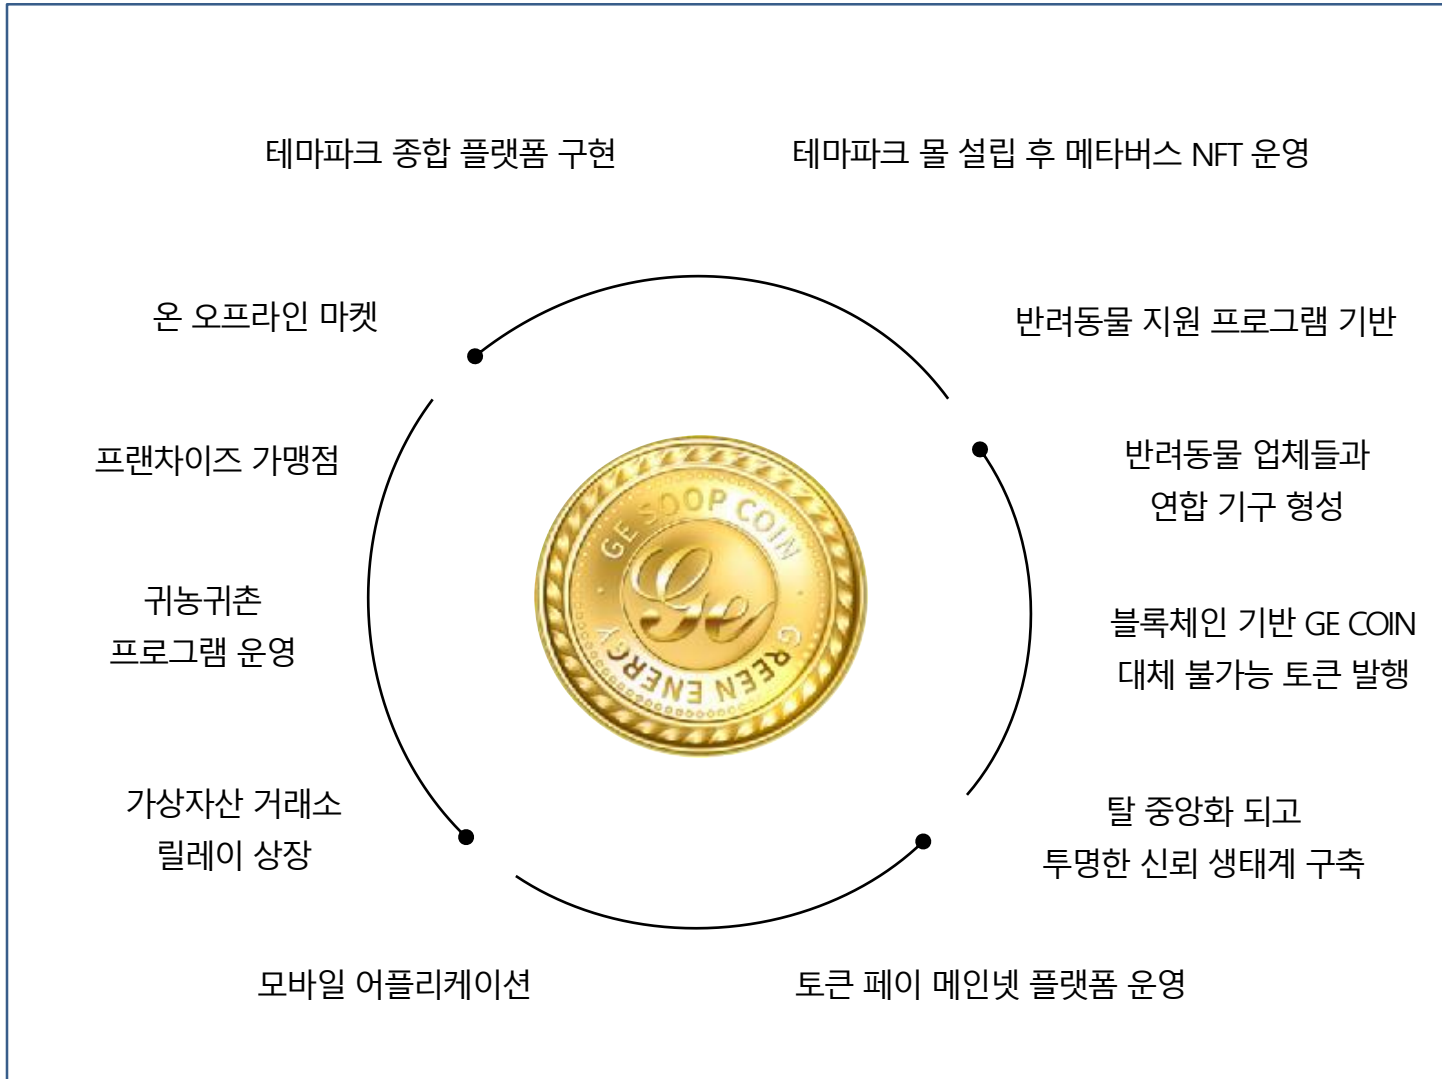 테마파크 종합 플랫폼 구현
테마파크 몰 설립 후 메타버스 NFT 운영
온 오프라인 마켓
반려동물 지원 프로그램 기반
프랜차이즈 가맹점
반려동물 업체들과
연합 기구 형성
GE SOOP COIN
Ge
GREEN ENERGY
귀농귀촌
프로그램 운영
블록체인 기반 GE COIN
대체 불가능 토큰 발행
가상자산 거래소
릴레이 상장
탈 중앙화 되고
투명한 신뢰 생태계 구축
모바일 어플리케이션
토큰 페이 메인넷 플랫폼 운영